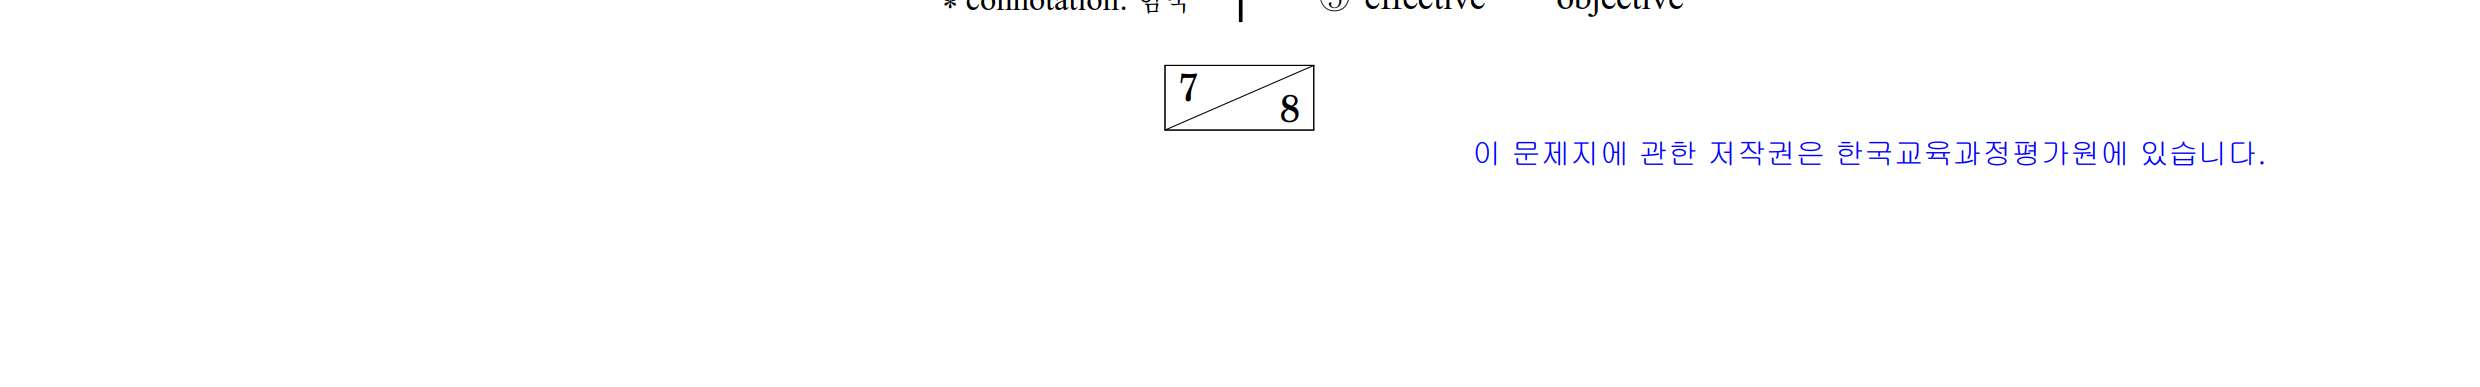 * connotation: 함축
⑤ effective objective
7
8
이 문제지에 관한 저작권은 한국교육과정평가원에 있습니다.